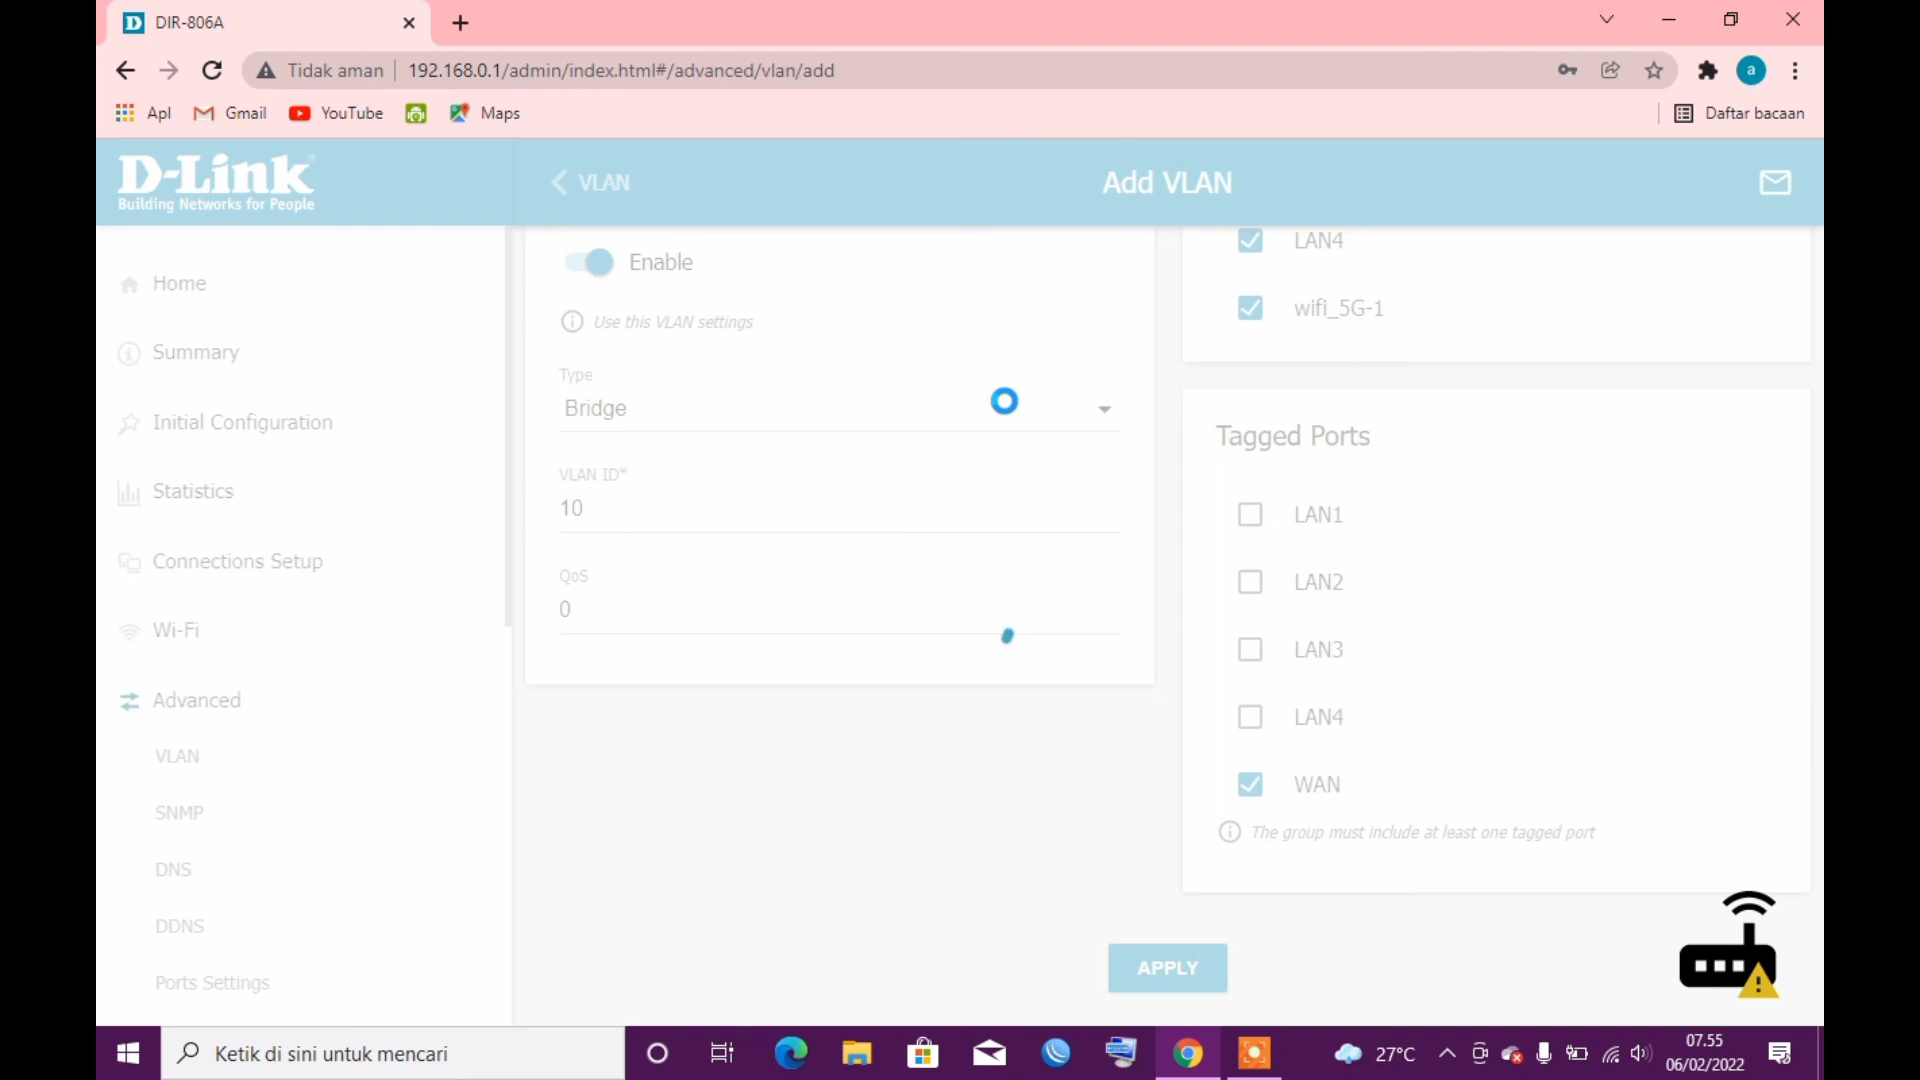 DIR-806A
Tidak aman
192.168.0.1/admin/index.html#/advanced/vlan/add
a
Apl
Gmail
YouTube
Maps
Daftar bacaan
D-Link
Building Networks for People
VLAN
Add VLAN
Home
Summary
Initial Configuration
Statistics
Connections Setup
Wi-Fi
Advanced
VLAN
SNMP
DNS
DDNS
Ports Settings
Enable
Use this VLAN settings
Type
Bridge
VLAN ID*
10
QoS
0
LAN4
wifi_5G-1
Tagged Ports
LAN1
LAN2
LAN3
LAN4
WAN
The group must include at least one tagged port
APPLY
Ketik di sini untuk mencari
27°C
07.55
06/02/2022